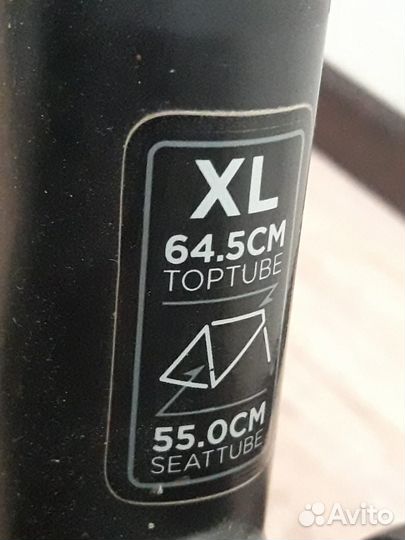 XL
64.5CM
TOPTUBE
55.0CM
SEATTUBE
Avito